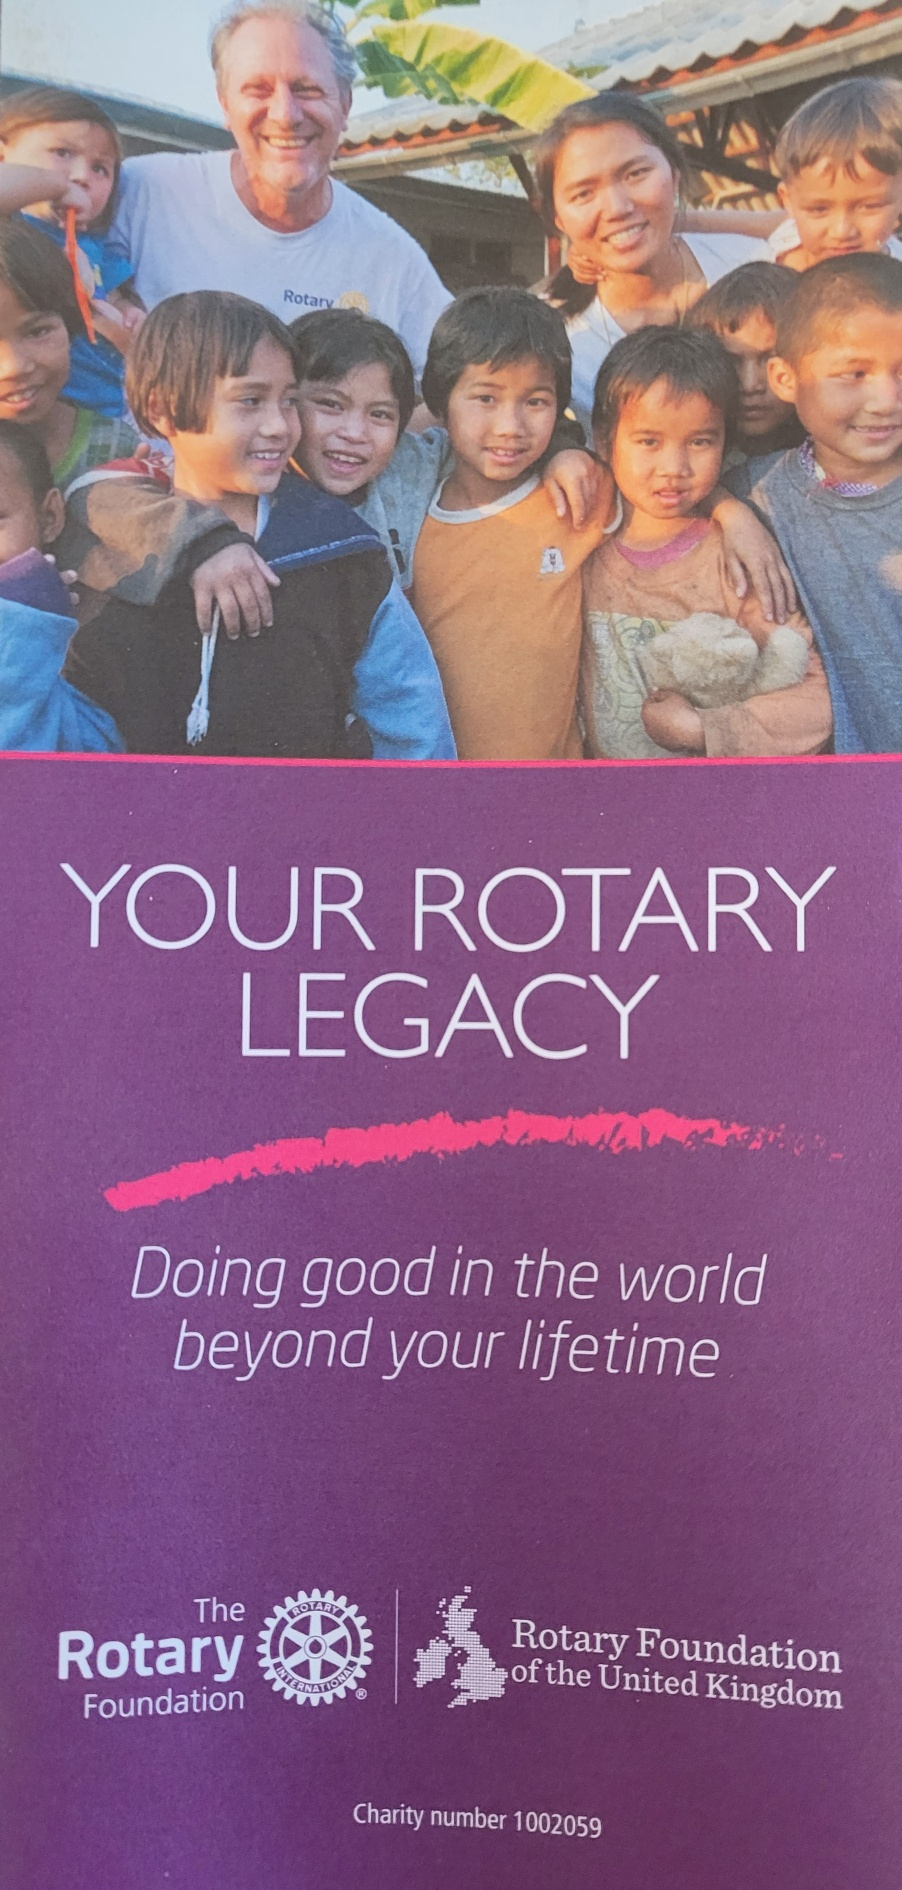 Rotary
YOUR ROTARY
LEGACY
Doing good in the world
beyond your lifetime
The
Rotary
Foundation
ROTARY
INTERNATIONAL
®
Rotary Foundation
of the United Kingdom
Charity number 1002059